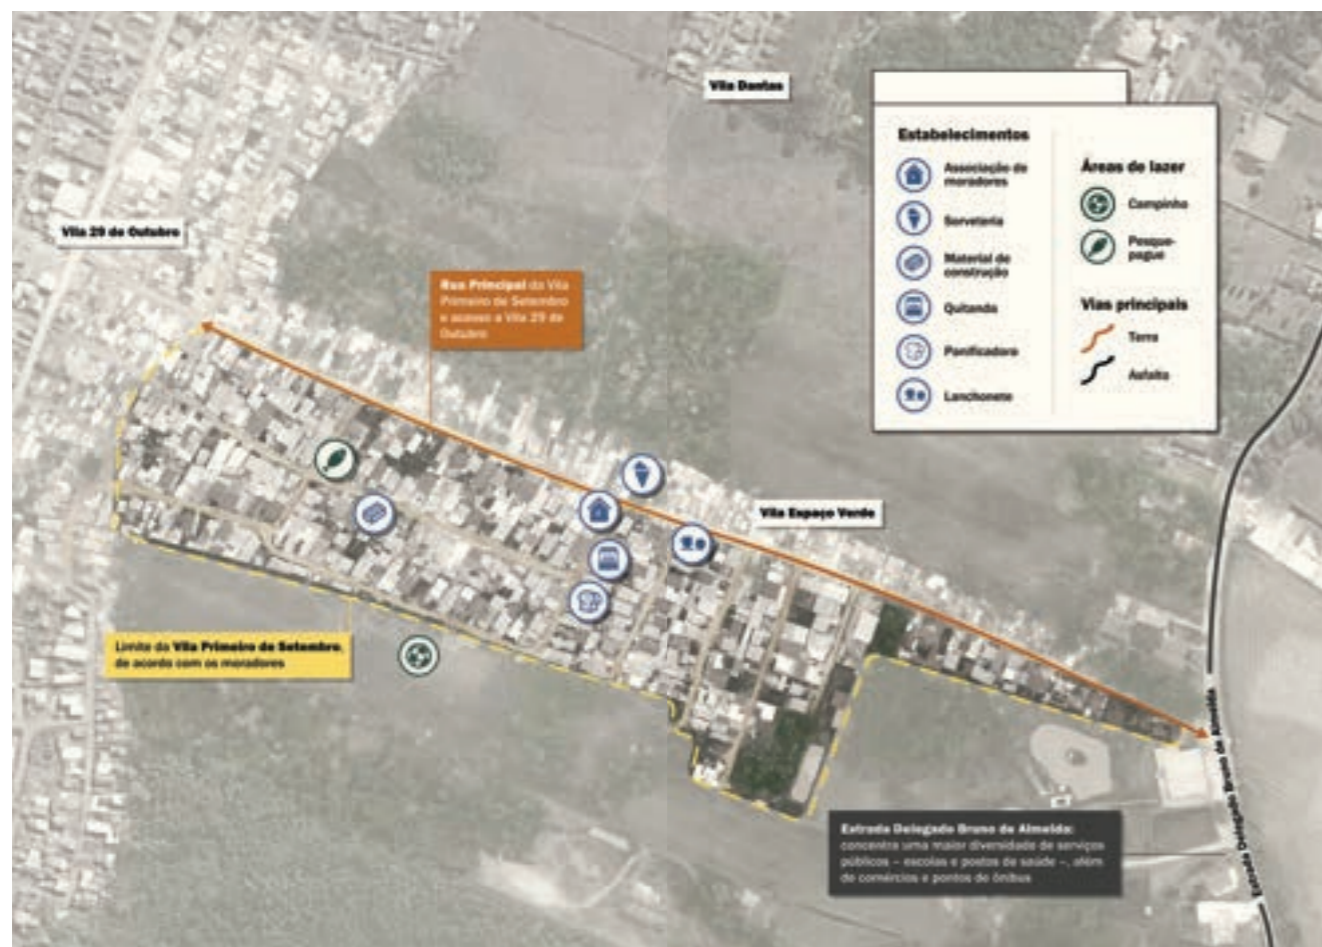 Vila Dantas
Estabelecimentos
Associação de
moradores
Sorveteria
Material de
construção
Quitanda
Panificadora
Lanchonete
Áreas de lazer
Campinho
Pesque-
pague
Vias principais
Terra
Asfalto
Vila 29 de Outubro
Rua Principal da Vila
Primeiro de Setembro
e acesso a Vila 29 de
Outubro
Vila Espaço Verde
Limite da Vila Primeiro de Setembro,
de acordo com os moradores
Estrada Delegado Bruno de Almeida:
concentra uma maior diversidade de serviços
públicos – escolas e postos de saúde –, além
de comércios e pontos de ônibus
Estrada Delegado Bruno de Almeida